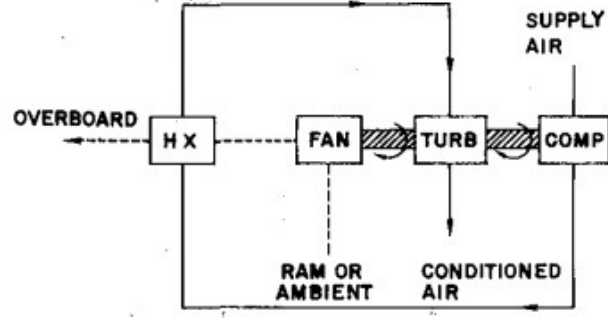 SUPPLY
AIR
OVERBOARD
HX
FAN
TURB
COMP
RAM OR
AMBIENT
CONDITIONED
AIR